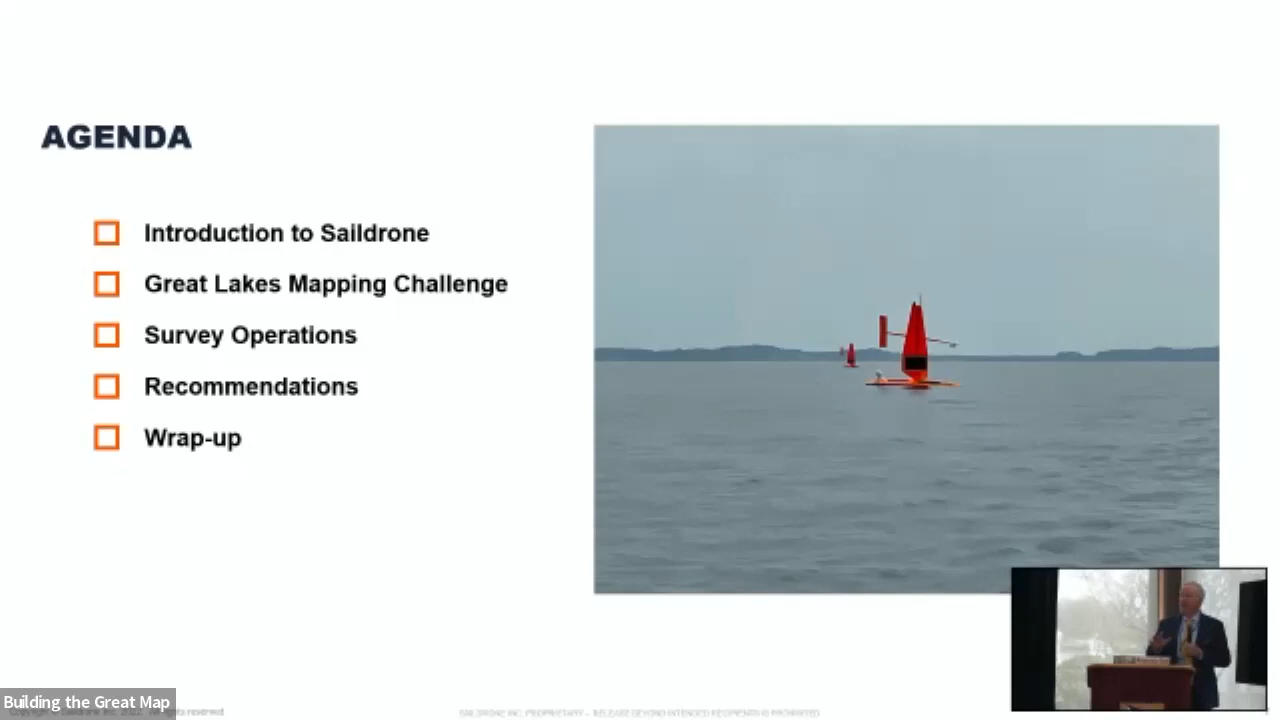 AGENDA
Introduction to Saildrone
Great Lakes Mapping Challenge
Survey Operations
Recommendations
Wrap-up
Building the Great Map
SAILDRONE INC. PROPRIETARY – RELEASE BEYOND INTENDED RECIPIENTS IS PROHIBITED